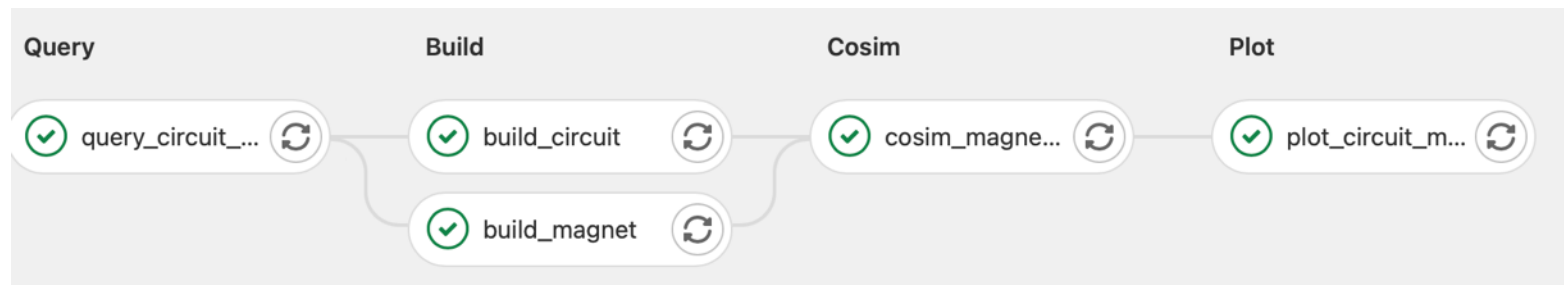 Query
query_circuit_...
Build
build_circuit
build_magnet
Cosim
cosim_magne...
Plot
plot_circuit_m...